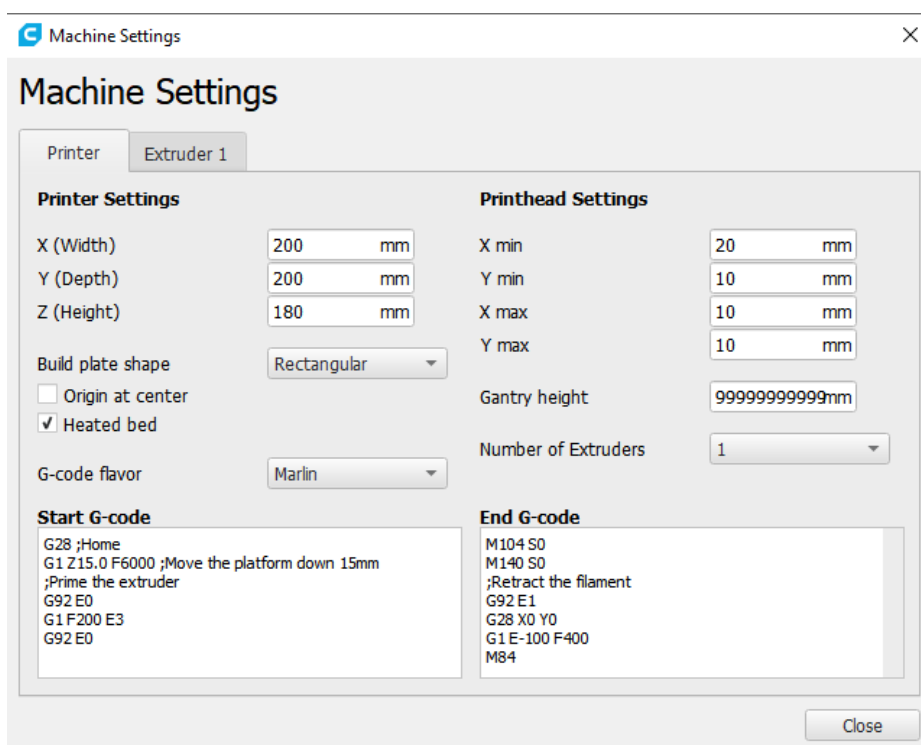 Machine Settings
Machine Settings
Printer
Extruder 1
Printer Settings
X (Width) 200 mm
Y (Depth) 200 mm
Z (Height) 180 mm
Build plate shape Rectangular
Origin at center
Heated bed
G-code flavor Marlin
Printhead Settings
X min 20 mm
Y min 10 mm
X max 10 mm
Y max 10 mm
Gantry height 99999999999mm
Number of Extruders 1
Start G-code
G28 ;Home
G1 Z15.0 F6000 ;Move the platform down 15mm
;Prime the extruder
G92 E0
G1 F200 E3
G92 E0
End G-code
M104 S0
M140 S0
;Retract the filament
G92 E1
G28 X0 Y0
G1 E-100 F400
M84
Close